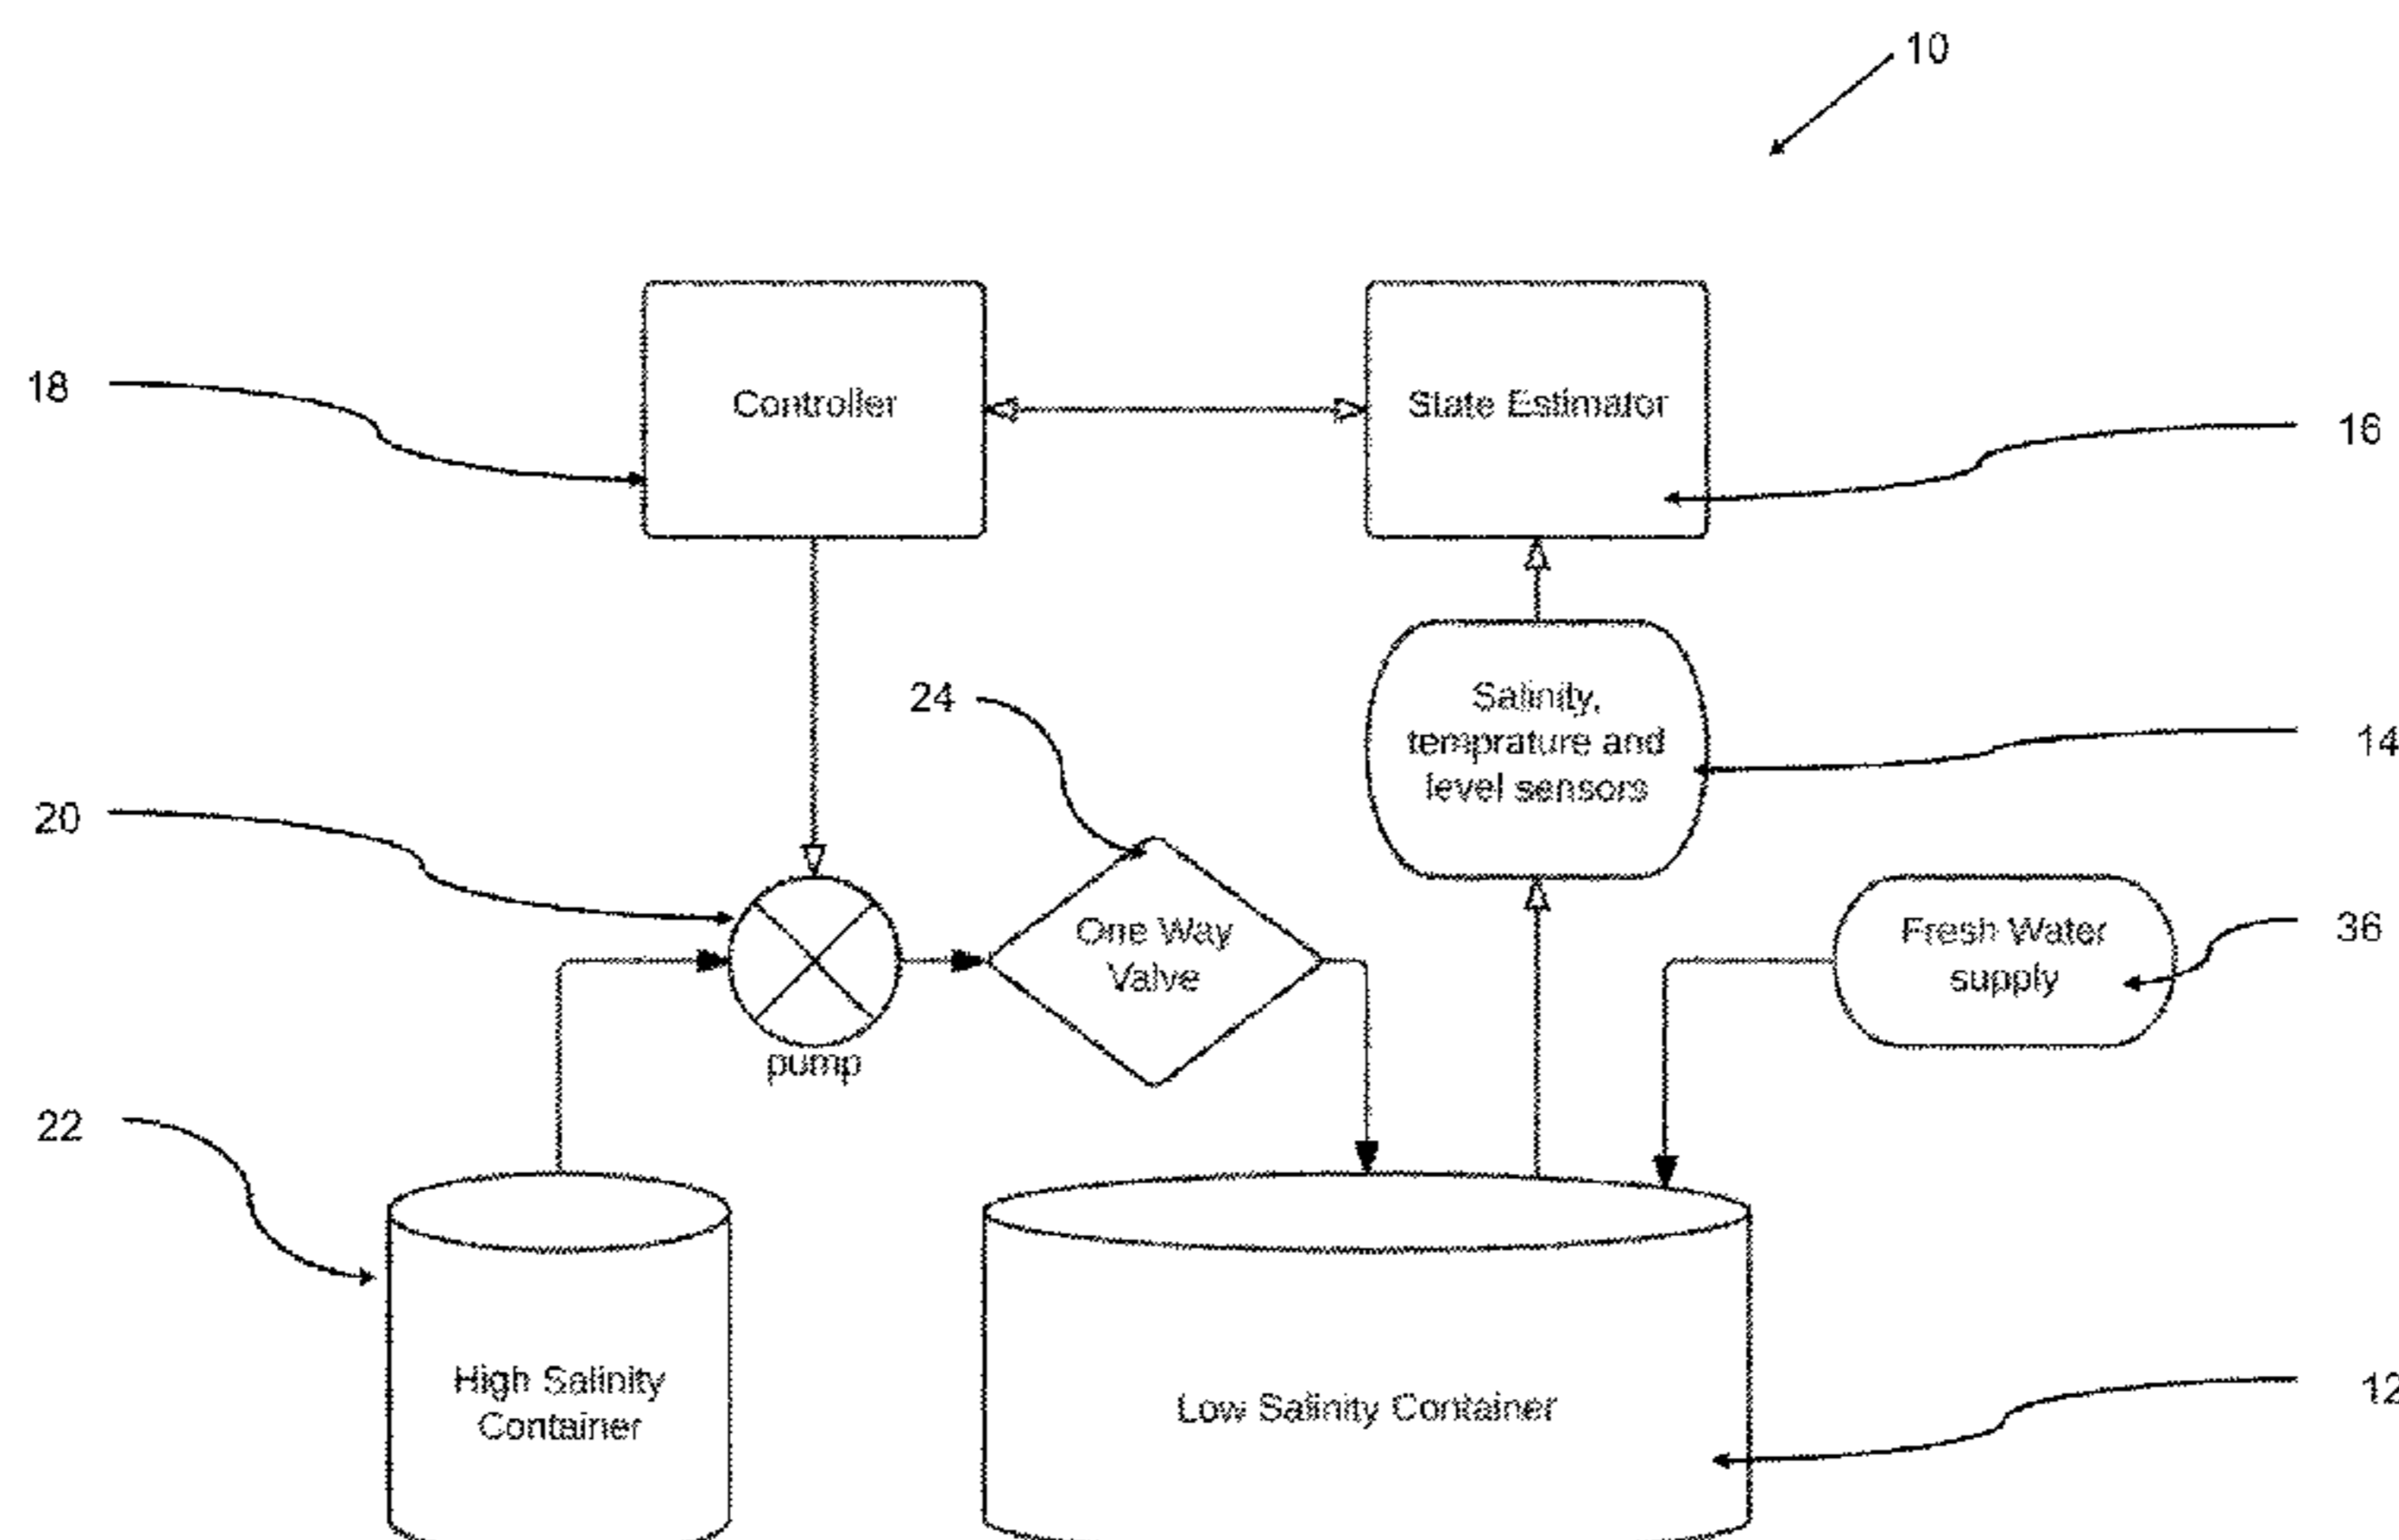 10
Controller
State Estimator
18
16
Salinity,
temprature and
level sensors
24
14
20
One Way
Valve
Fresh Water
supply
36
pump
22
High Salinity
Container
Low Salinity Container
12